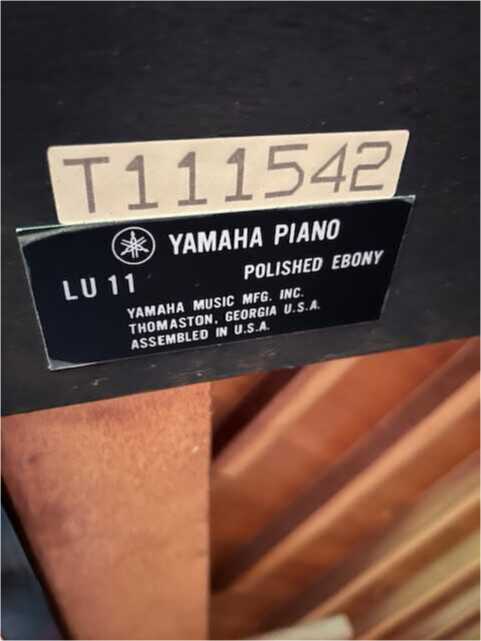 T111542
YAMAHA PIANO
LU 11 POLISHED EBONY
YAMAHA MUSIC MFG. INC.
THOMASTON, GEORGIA U.S.A.
ASSEMBLED IN U.S.A.